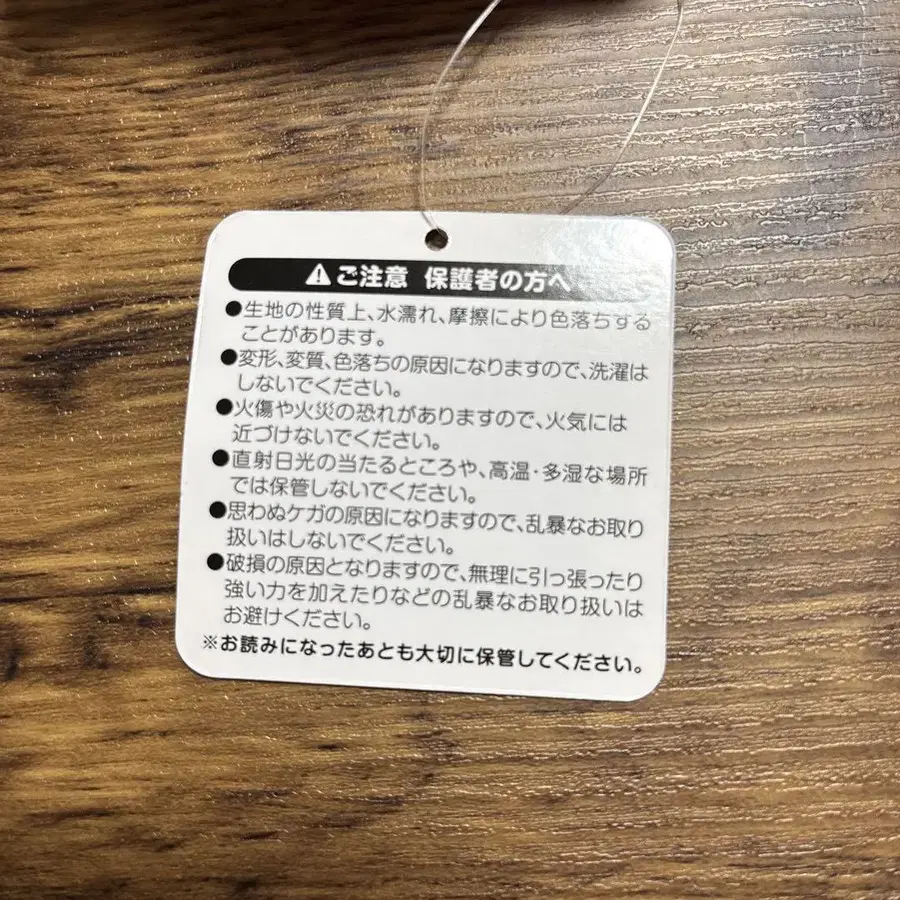 ⚠ご注意 保護者の方へ
●生地の性質上、水濡れ、摩擦により色落ちする
ことがあります。
●変形、変質、色落ちの原因になりますので、洗濯は
しないでください。
●火傷や火災の恐れがありますので、火気には
近づけないでください。
●直射日光の当たるところや、高温・多湿な場所
では保管しないでください。
●思わぬケガの原因になりますので、乱暴なお取り
扱いはしないでください。
●破損の原因となりますので、無理に引っ張ったり
強い力を加えたりなどの乱暴なお取り扱いは
お避けください。
※お読みになったあとも大切に保管してください。